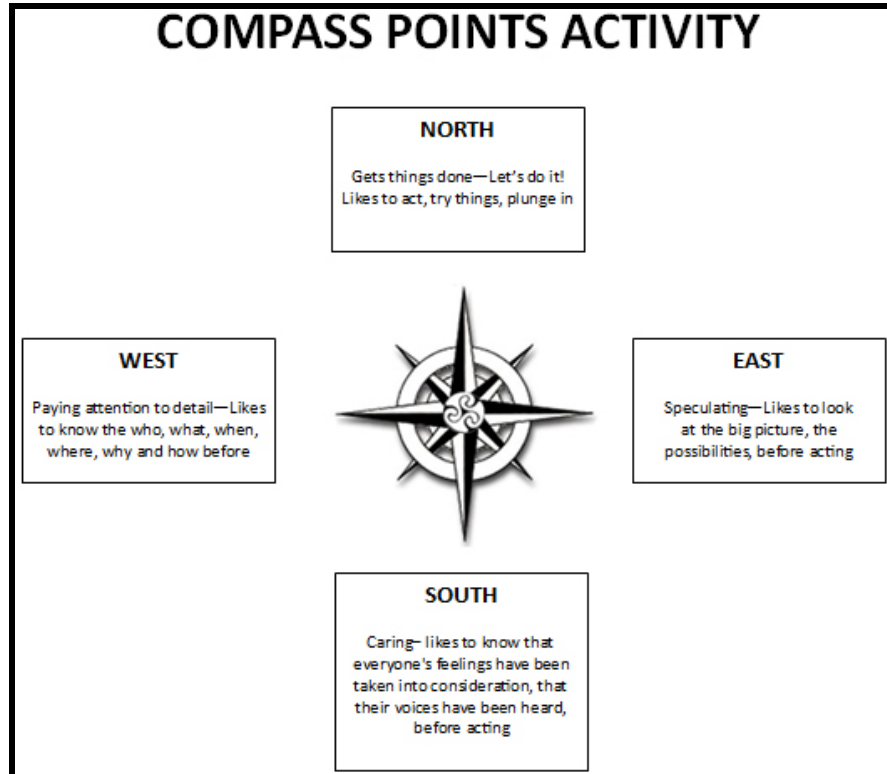 COMPASS POINTS ACTIVITY
NORTH
Gets things done—Let's do it!
Likes to act, try things, plunge in
WEST
Paying attention to detail—Likes
to know the who, what, when,
where, why and how before
EAST
Speculating—Likes to look
at the big picture, the
possibilities, before acting
SOUTH
Caring— likes to know that
everyone's feelings have been
taken into consideration, that
their voices have been heard,
before acting